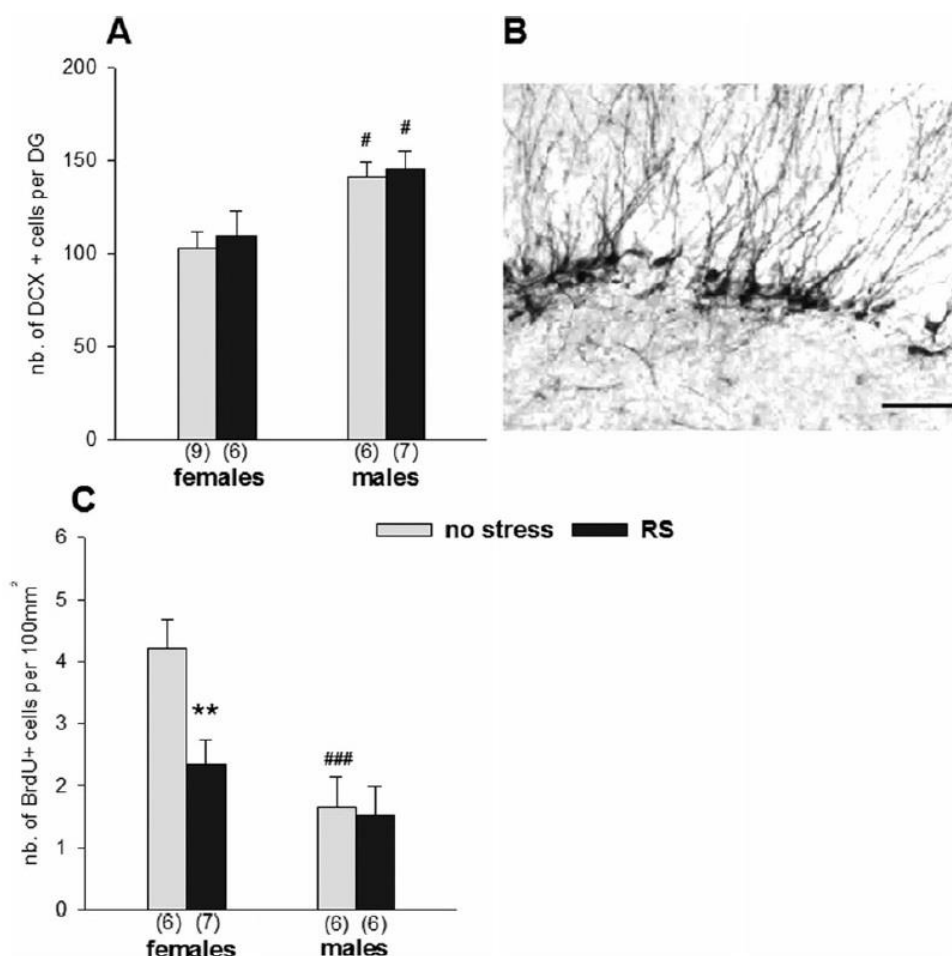 A
B
nb. of DCX + cells per DG
200
150
100
50
0
#
#
(9) (6)
(6) (7)
females
males
C
no stress
RS
nb. of BrdU+ cells per 100mm²
6
5
4
3
2
1
0
**
###
(6) (7)
(6) (6)
females
males